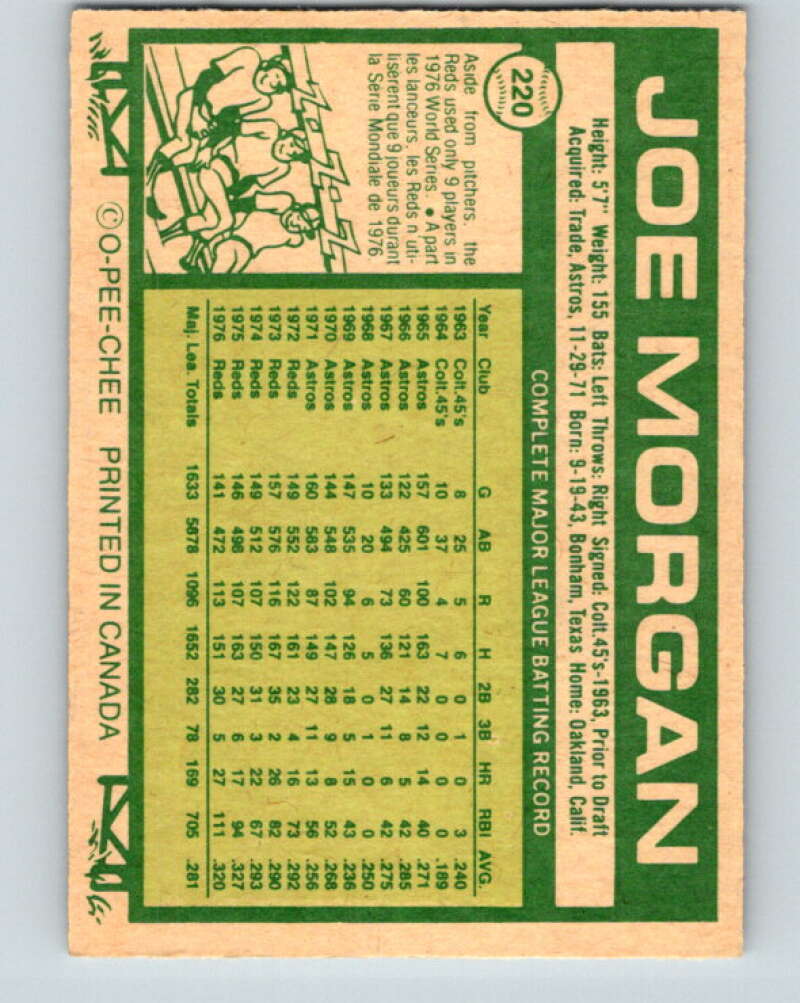 JOE MORGAN
Height: 5'7" Weight: 155 Bats: Left Throws: Right Signed: Colt.45's-1963, Prior to Draft
Acquired: Trade, Astros, 11-29-71 Born: 9-19-43, Bonham, Texas Home: Oakland, Calif.
220
Aside from pitchers, the
Reds used only 9 players in
1976 World Series. • A part
les lanceurs, les Reds n'uti-
lisèrent que 9 joueurs durant
la Série Mondiale de 1976
Z-Z-Z-Z-Z
COMPLETE MAJOR LEAGUE BATTING RECORD
Year Club G AB R H 2B 3B HR RBI AVG.
1963 Colt.45's 8 25 5 6 0 1 0 3 .240
1964 Colt.45's 10 37 4 7 0 0 0 0 .189
1965 Astros 157 601 100 163 22 12 14 40 .271
1966 Astros 122 425 60 121 14 8 5 42 .285
1967 Astros 133 494 73 136 27 11 6 42 .275
1968 Astros 10 20 6 5 0 1 0 0 .250
1969 Astros 147 535 94 126 18 5 15 43 .236
1970 Astros 144 548 102 147 28 9 8 52 .268
1971 Astros 160 583 87 149 27 11 13 56 .256
1972 Reds 149 552 122 161 23 4 16 73 .292
1973 Reds 157 576 116 167 35 2 26 82 .290
1974 Reds 149 512 107 150 31 3 22 67 .293
1975 Reds 146 498 107 163 27 6 17 94 .327
1976 Reds 141 472 113 151 30 5 27 111 .320
Maj. Lea. Totals 1633 5878 1096 1652 282 78 169 705 .281
© O-PEE-CHEE PRINTED IN CANADA